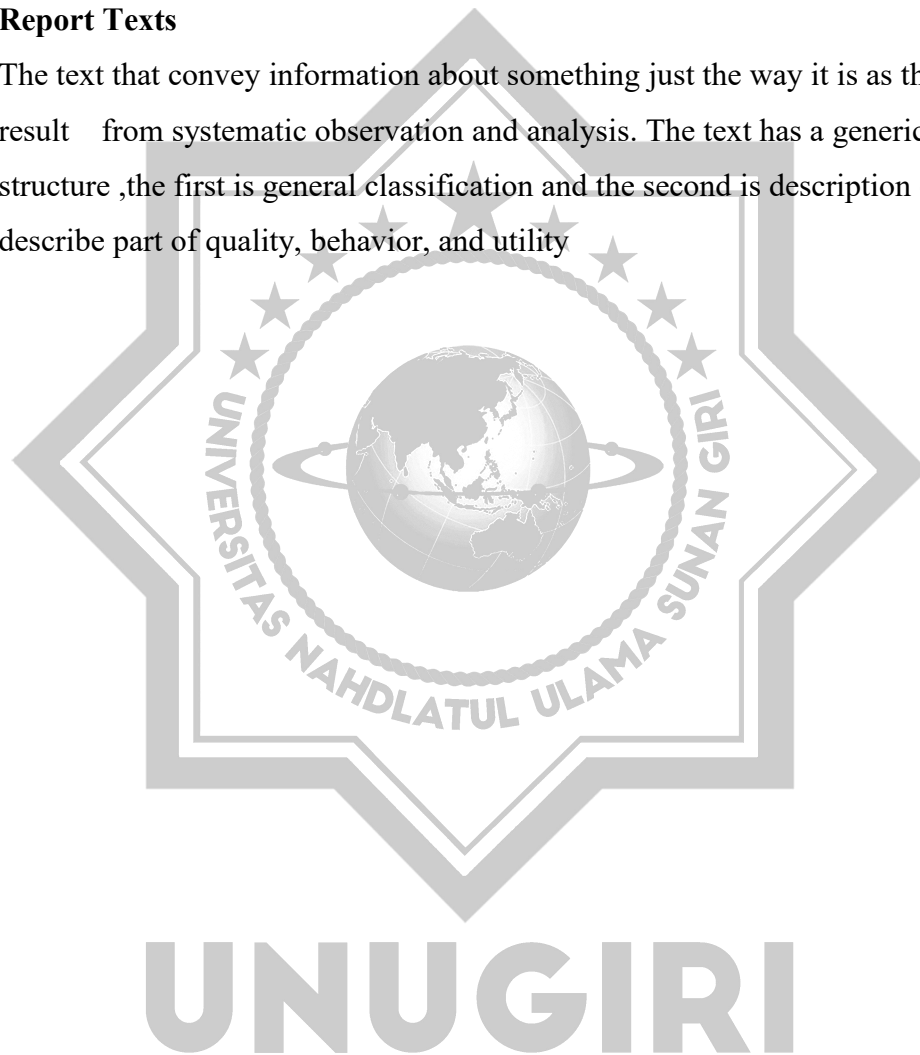 Report Texts
The text that convey information about something just the way it is as th
result from systematic observation and analysis. The text has a generic
structure ,the first is general classification and the second is description
describe part of quality, behavior, and utility
UNIVERSITAS NAHDLATUL ULAMA SUNAN GIRI
UNUGIRI